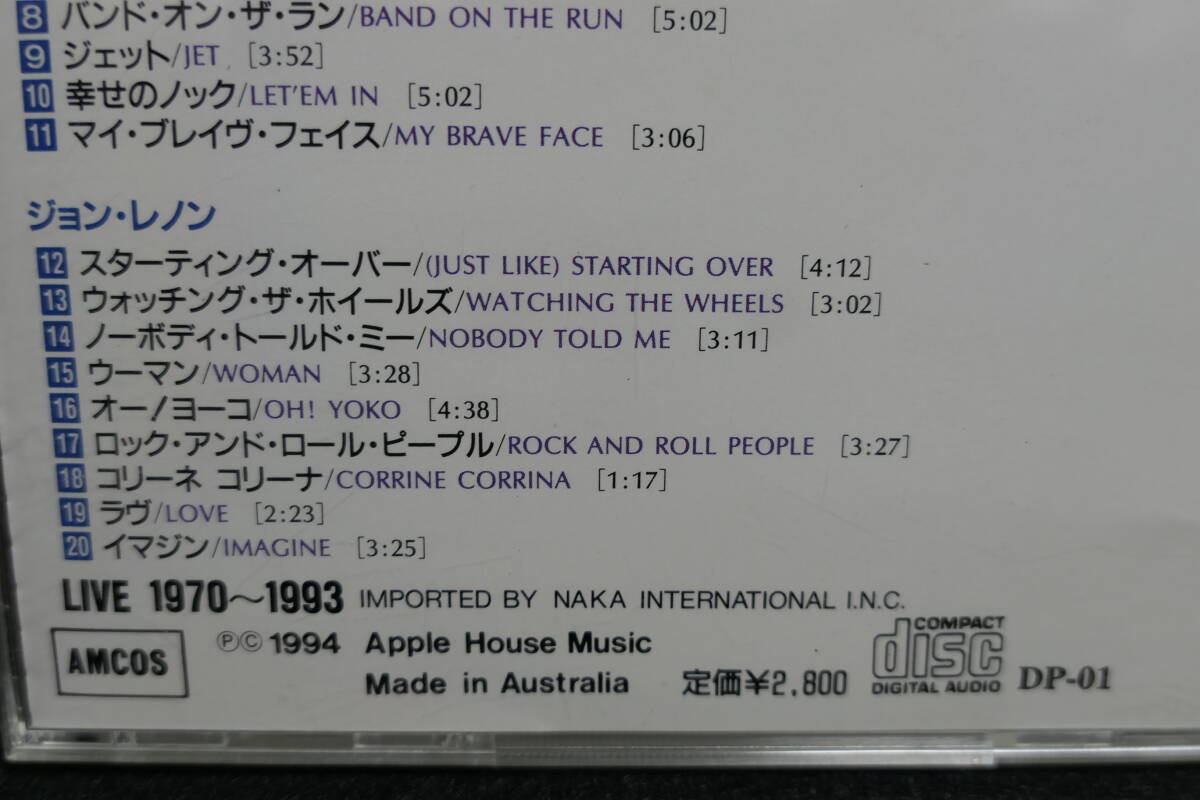 8 バンド・オン・ザ・ラン/BAND ON THE RUN [5:02]
9 ジェット/JET [3:52]
10 幸せのノック/LET'EM IN [5:02]
11 マイ・ブレイヴ・フェイス/MY BRAVE FACE [3:06]
ジョン・レノン
12 スターティング・オーバー/(JUST LIKE) STARTING OVER [4:12]
13 ウォッチング・ザ・ホイールズ/WATCHING THE WHEELS [3:02]
14 ノーボディ・トールド・ミー/NOBODY TOLD ME [3:11]
15 ウーマン/WOMAN [3:28]
16 オー!ヨーコ/OH! YOKO [4:38]
17 ロック・アンド・ロール・ピープル/ROCK AND ROLL PEOPLE [3:27]
18 コリーネ コリーナ/CORRINE CORRINA [1:17]
19 ラヴ/LOVE [2:23]
20 イマジン/IMAGINE [3:25]
LIVE 1970〜1993 IMPORTED BY NAKA INTERNATIONAL I.N.C.
AMCOS ℗© 1994 Apple House Music
Made in Australia 定価¥2,800 COMPACT disc DIGITAL AUDIO DP-01